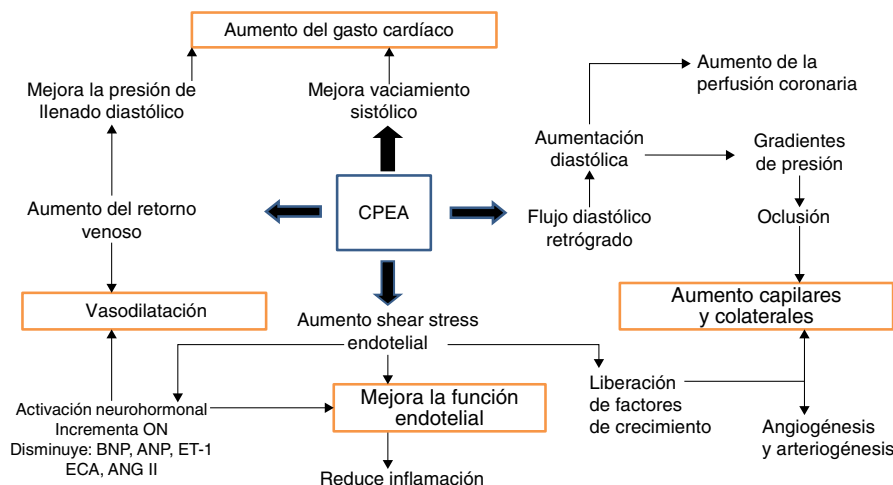 Aumento del gasto cardíaco
Mejora la presión de
llenado diastólico
Mejora vaciamiento
sistólico
Aumento de la
perfusión coronaria
Aumentación
diastólica
Gradientes
de presión
CPEA
Aumento del retorno
venoso
Flujo diastólico
retrógrado
Oclusión
Vasodilatación
Aumento capilares
y colaterales
Aumento shear stress
endotelial
Activación neurohormonal
Incrementa ON
Disminuye: BNP, ANP, ET-1
ECA, ANG II
Mejora la función
endotelial
Liberación
de factores
de crecimiento
Angiogénesis
y arteriogénesis
Reduce inflamación